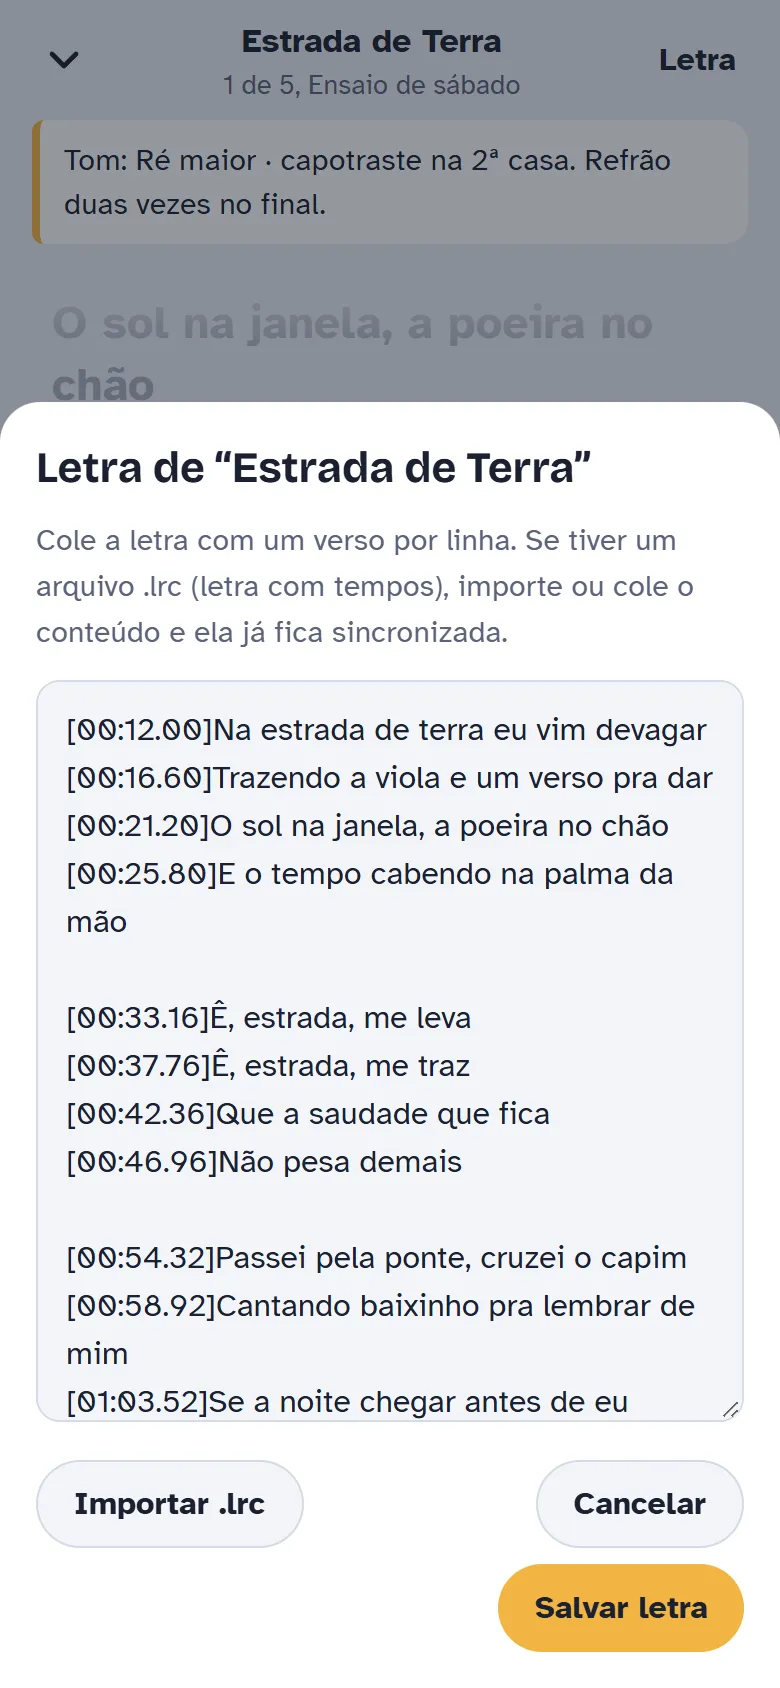 Estrada de Terra
1 de 5, Ensaio de sábado
Letra
Tom: Ré maior · capotraste na 2ª casa. Refrão
duas vezes no final.
O sol na janela, a poeira no
chão
Letra de “Estrada de Terra”
Cole a letra com um verso por linha. Se tiver um
arquivo .lrc (letra com tempos), importe ou cole o
conteúdo e ela já fica sincronizada.
[00:12.00]Na estrada de terra eu vim devagar
[00:16.60]Trazendo a viola e um verso pra dar
[00:21.20]O sol na janela, a poeira no chão
[00:25.80]E o tempo cabendo na palma da
mão
[00:33.16]Ê, estrada, me leva
[00:37.76]Ê, estrada, me traz
[00:42.36]Que a saudade que fica
[00:46.96]Não pesa demais
[00:54.32]Passei pela ponte, cruzei o capim
[00:58.92]Cantando baixinho pra lembrar de
mim
[01:03.52]Se a noite chegar antes de eu
Importar .lrc
Cancelar
Salvar letra